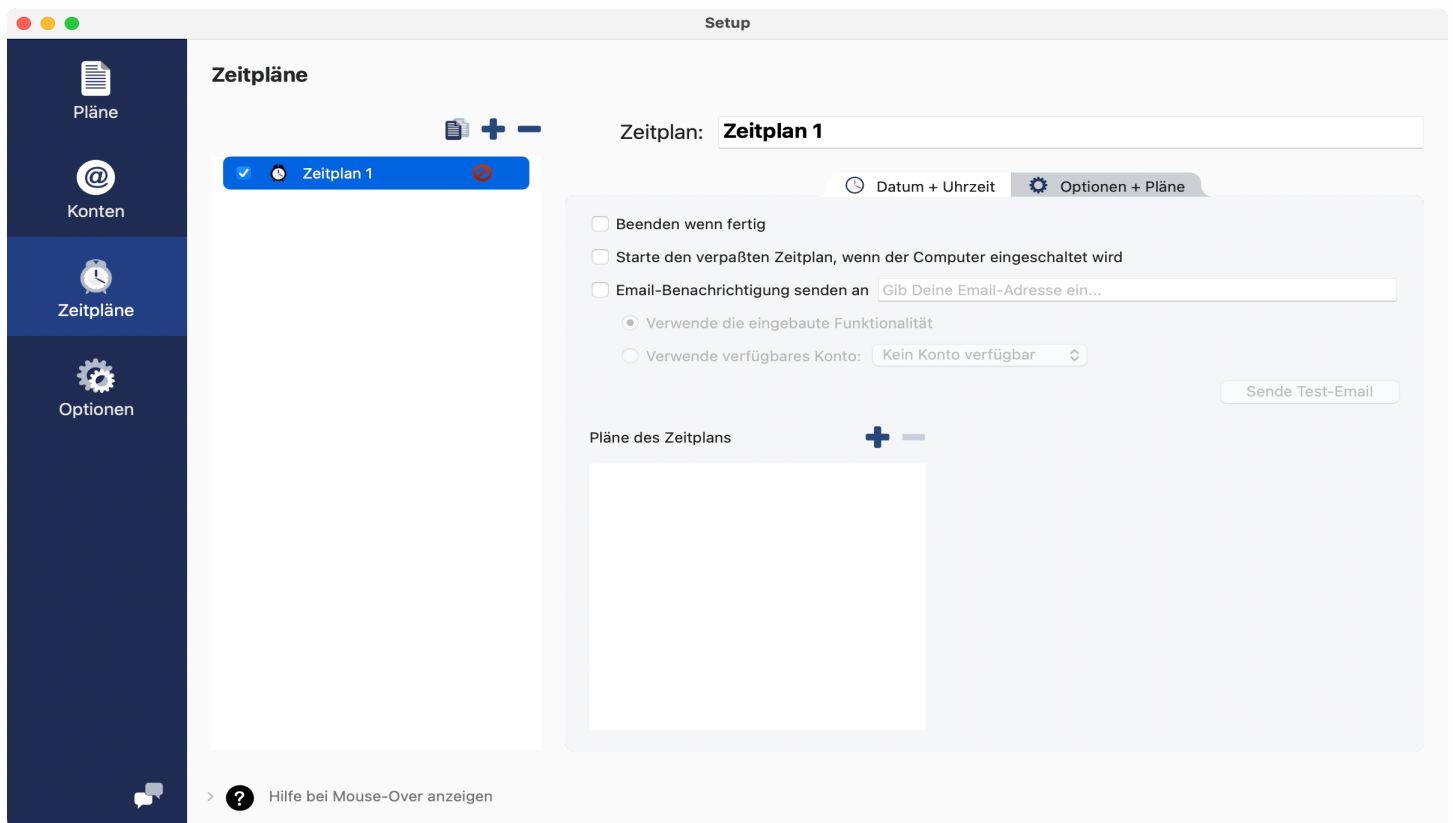 Setup
Pläne
Konten
Zeitpläne
Optionen
Zeitpläne
Zeitplan: Zeitplan 1
Zeitplan 1
Datum + Uhrzeit
Optionen + Pläne
Beenden wenn fertig
Starte den verpaßten Zeitplan, wenn der Computer eingeschaltet wird
Email-Benachrichtigung senden an Gib Deine Email-Adresse ein...
Verwende die eingebaute Funktionalität
Verwende verfügbares Konto: Kein Konto verfügbar
Sende Test-Email
Pläne des Zeitplans
? Hilfe bei Mouse-Over anzeigen